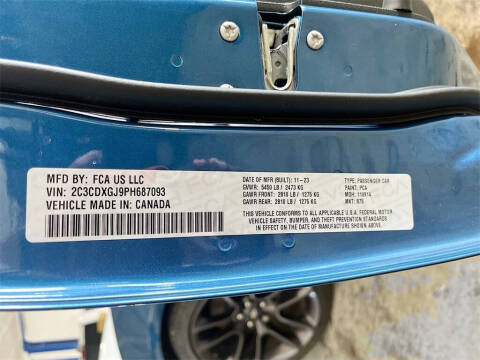 MFD BY: FCA US LLC
VIN: 2C3CDXGJ9PH687093
VEHICLE MADE IN: CANADA
DATE OF MFR (BUILT): 11-23
GVWR: 5450 LB / 2473 KG
GAWR FRONT: 2810 LB / 1275 KG
GAWR REAR: 2810 LB / 1275 KG
TYPE: PASSENGER CAR
PAINT: PCA
MDH:
MNT: 875
THIS VEHICLE CONFORMS TO ALL APPLICABLE U.S.A. FEDERAL MOTOR
VEHICLE SAFETY, BUMPER, AND THEFT PREVENTION STANDARDS
IN EFFECT ON THE DATE OF MANUFACTURE SHOWN ABOVE.